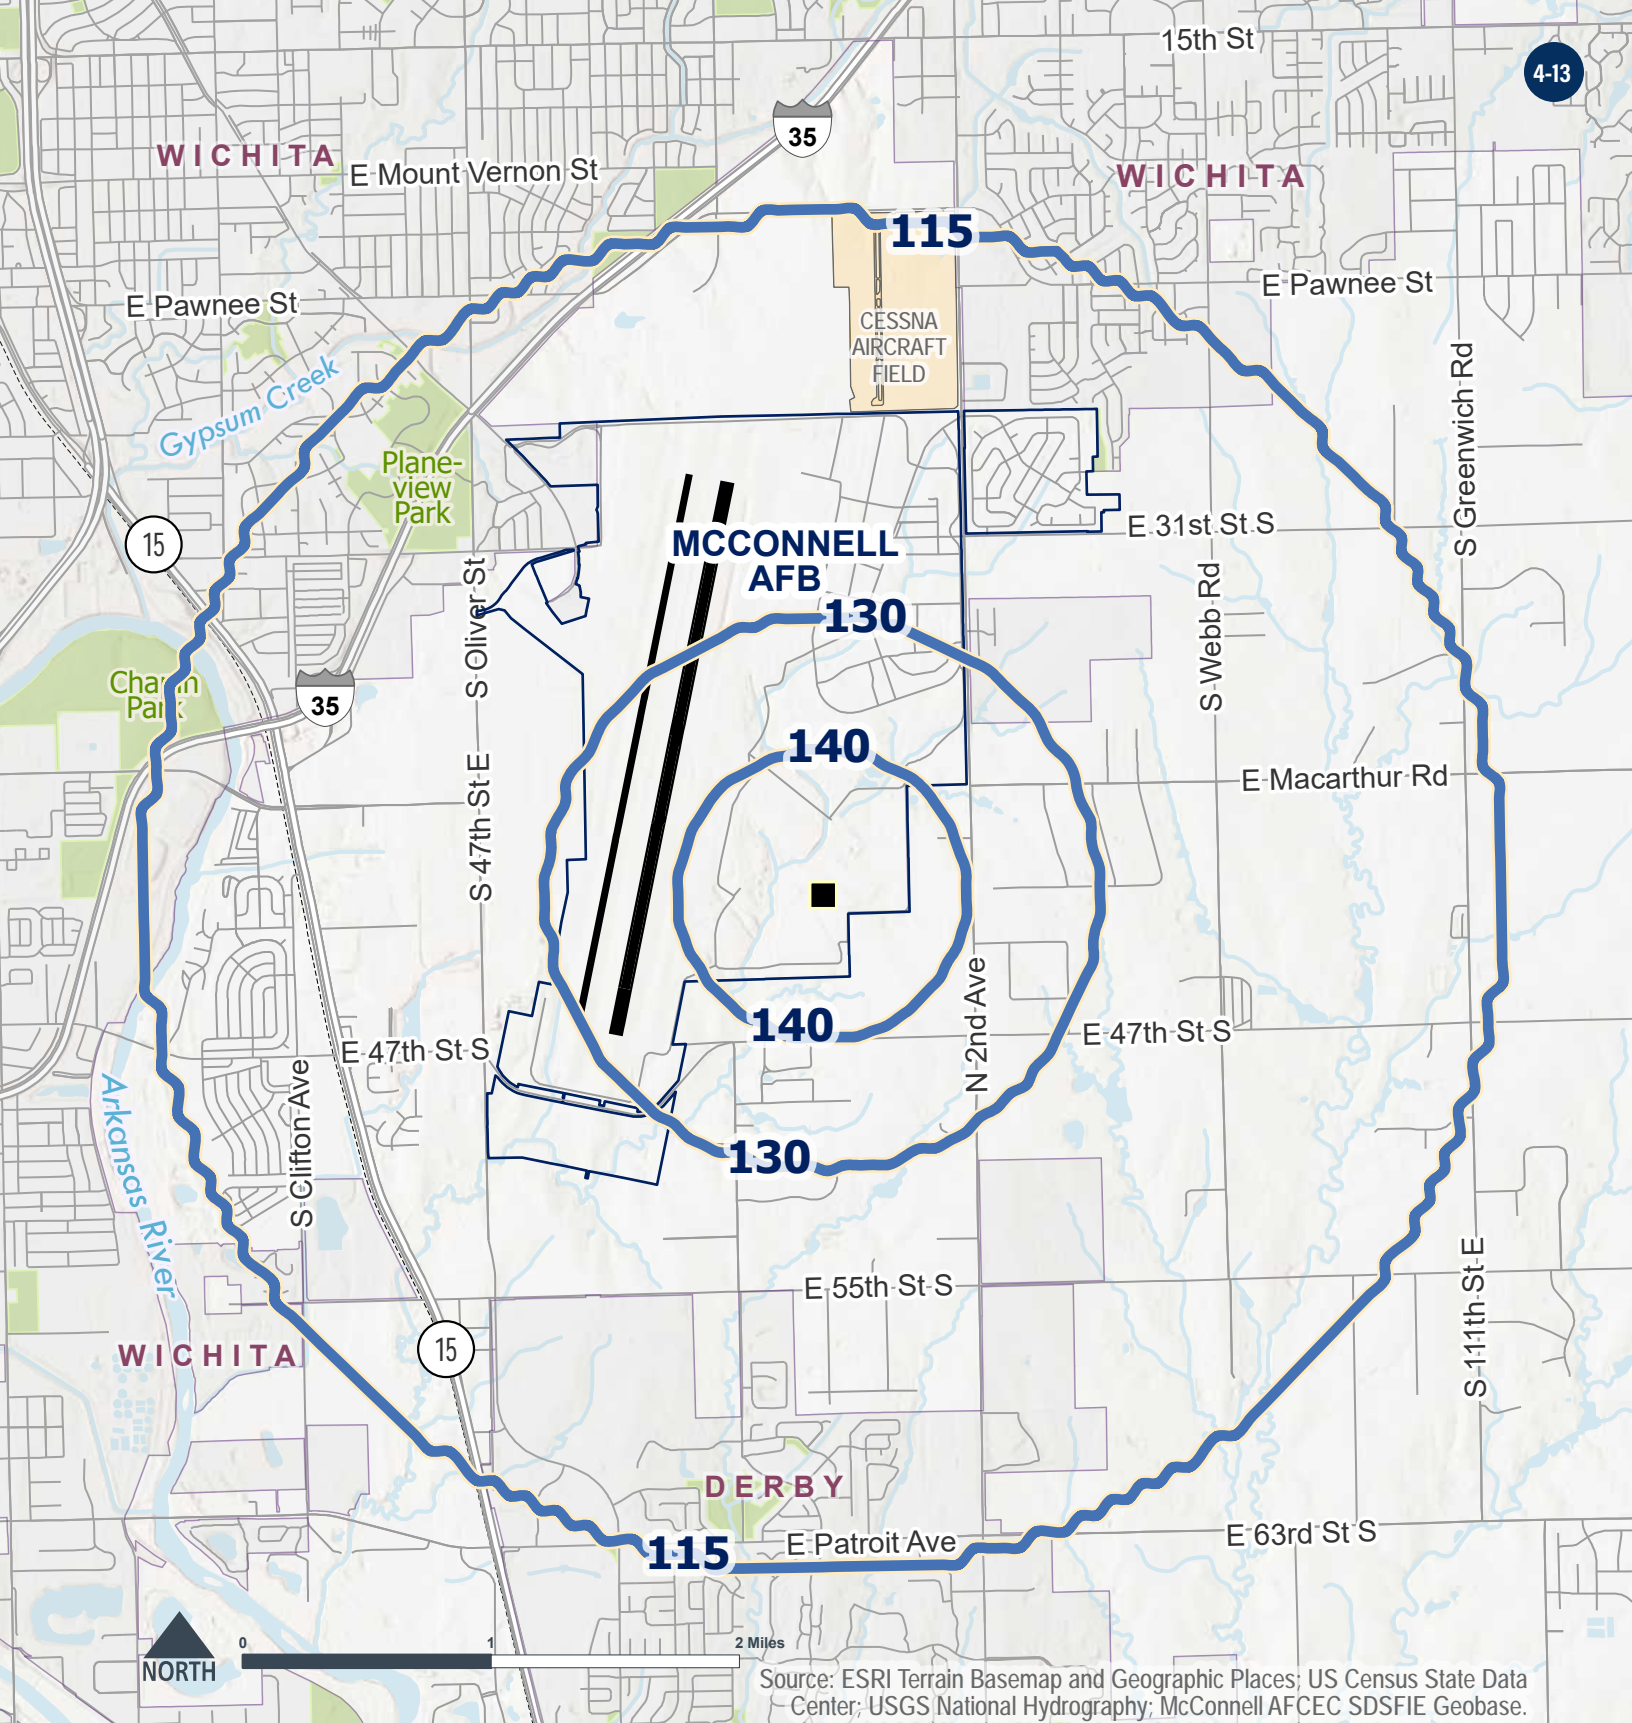 15th St
4-13
35
WICHITA
E Mount Vernon St
WICHITA
115
E Pawnee St
E Pawnee St
CESSNA
AIRCRAFT
FIELD
Gypsum Creek
S Greenwich Rd
Plane-
view
Park
15
E 31st St S
MCCONNELL
AFB
S Oliver St
S Webb Rd
130
Chapin
Park
35
140
E Macarthur Rd
S 47th St E
N 2nd Ave
140
E 47th St S
E 47th St S
S Clifton Ave
Arkansas River
130
E 55th St S
S 111th St E
WICHITA
15
DERBY
E Patroit Ave
E 63rd St S
115
NORTH
0
1
2 Miles
Source: ESRI Terrain Basemap and Geographic Places; US Census State Data
Center; USGS National Hydrography; McConnell AFCEC SDSFIE Geobase.